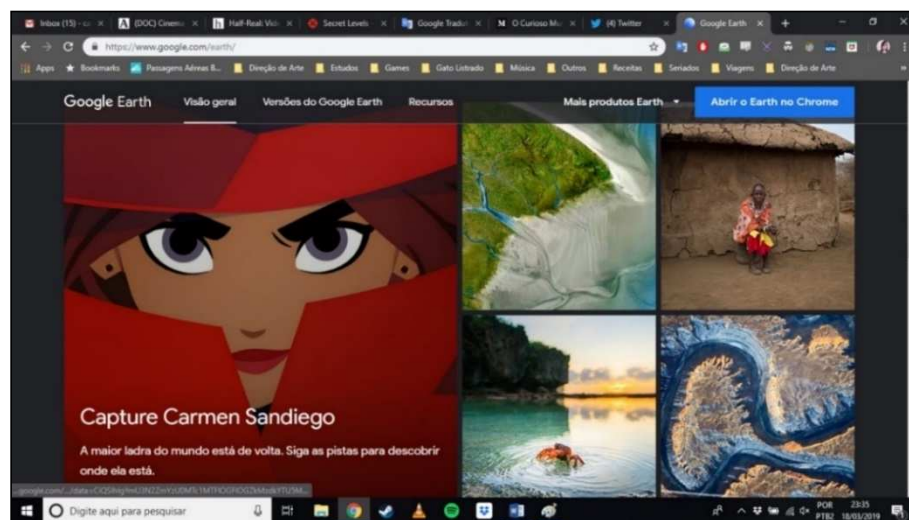 Inbox (15) - ca
(DOC) Cinema
Half-Real: Vide
Secret Levels
Google Tradut
O Curioso Mu
(4) Twitter
Google Earth
https://www.google.com/earth/
Apps
Bookmarks
Passagens Aéreas B...
Direção de Arte
Estudos
Games
Gato Listrado
Música
Outros
Receitas
Seriados
Viagens
Direção de Arte
Google Earth
Visão geral
Versões do Google Earth
Recursos
Mais produtos Earth
Abrir o Earth no Chrome
Capture Carmen Sandiego
A maior ladra do mundo está de volta. Siga as pistas para descobrir
onde ela está.
Digite aqui para pesquisar
POR
PTB2
23:35
18/03/2019